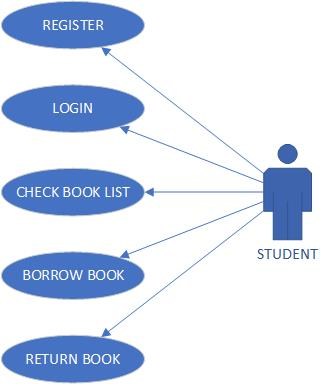 REGISTER
LOGIN
CHECK BOOK LIST
BORROW BOOK
STUDENT
RETURN BOOK